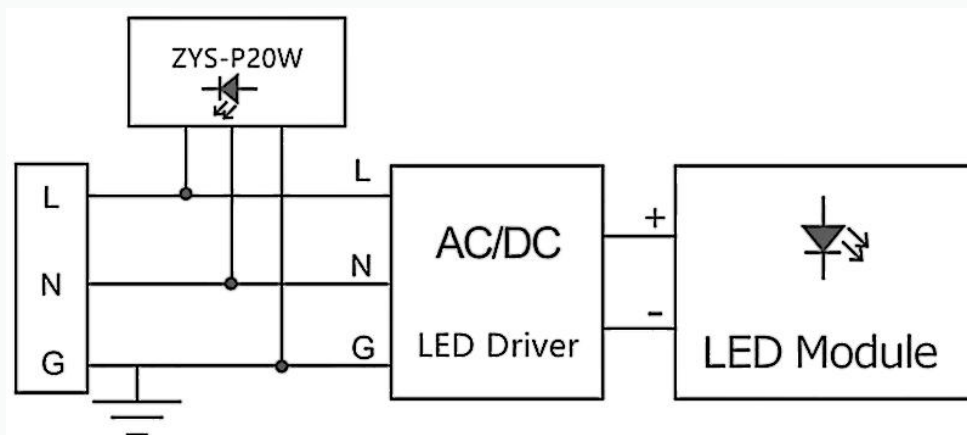 ZYS-P20W
L
L
N
N
G
G
AC/DC
LED Driver
+
-
LED Module